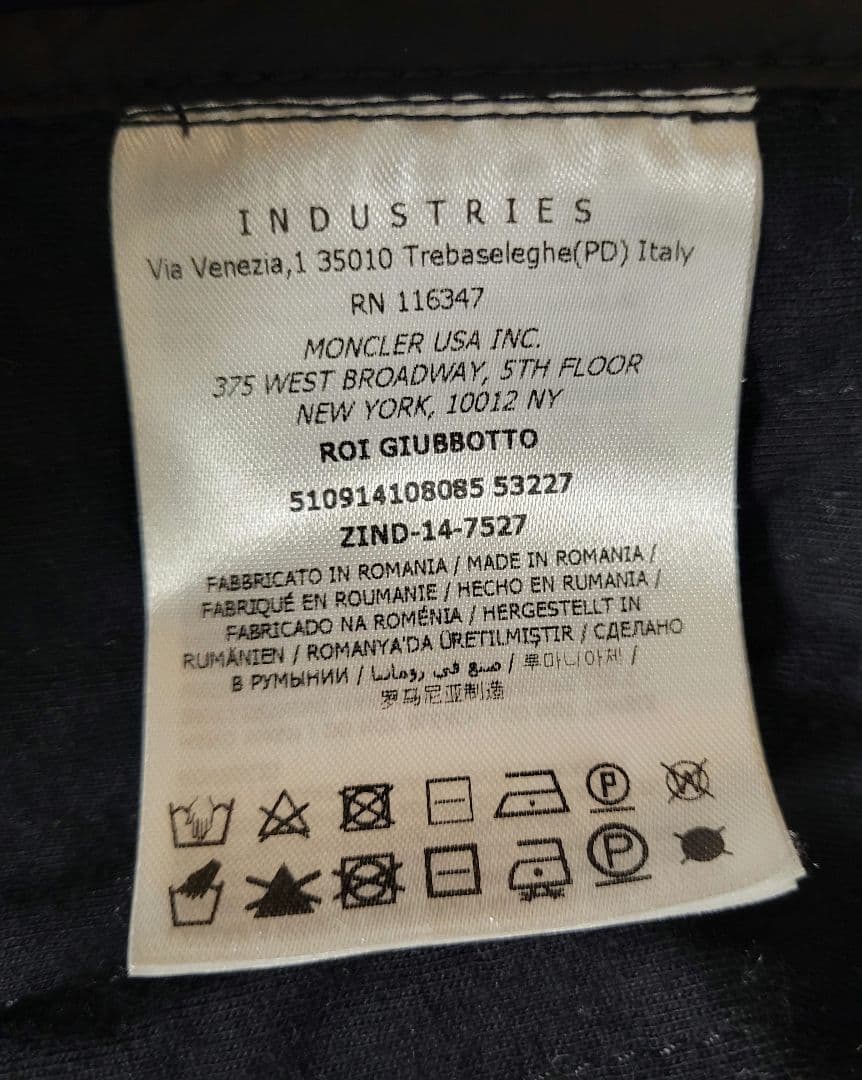 INDUSTRIES
Via Venezia,1 35010 Trebaseleghe(PD) Italy
RN 116347
MONCLER USA INC.
375 WEST BROADWAY, 5TH FLOOR
NEW YORK, 10012 NY
ROI GIUBBOTTO
510914108085 53227
ZIND-14-7527
FABBRICATO IN ROMANIA / MADE IN ROMANIA /
FABRIQUÉ EN ROUMANIE / HECHO EN RUMANIA /
FABRICADO NA ROMÉNIA / HERGESTELLT IN
RUMÄNIEN / ROMANYA'DA ÜRETILMIŞTIR / СДЕЛАНО
В РУМЫНИИ / صنع في رومانيا / 루마니아제 /
罗马尼亚制造
P W
P